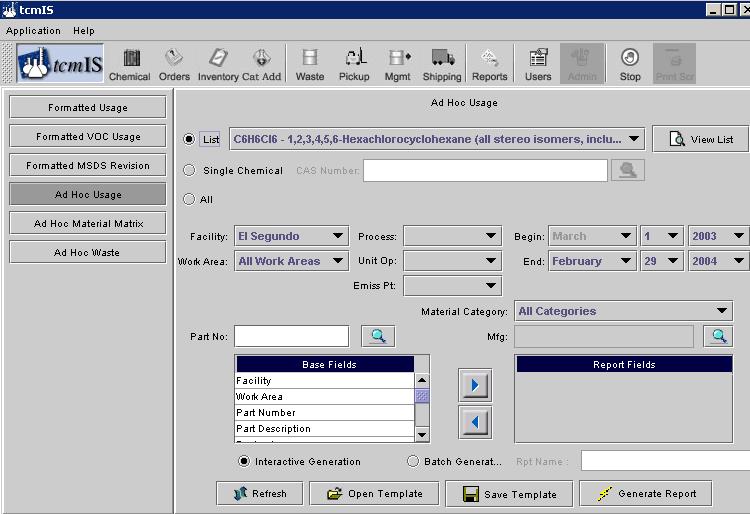 tcmIS
Application Help
tcmIS Chemical Orders Inventory Cat Add Waste Pickup Mgmt Shipping Reports Users Admin Stop Print Scr
Formatted Usage
Formatted VOC Usage
Formatted MSDS Revision
Ad Hoc Usage
Ad Hoc Material Matrix
Ad Hoc Waste
Ad Hoc Usage
List C6H6Cl6 - 1,2,3,4,5,6-Hexachlorocyclohexane (all stereo isomers, inclu... View List
Single Chemical CAS Number:
All
Facility: El Segundo Process: Begin: March 1 2003
Work Area: All Work Areas Unit Op: End: February 29 2004
Emiss Pt:
Material Category: All Categories
Part No: Mfg:
Base Fields Report Fields
Facility
Work Area
Part Number
Part Description
Interactive Generation Batch Generat... Rpt Name :
Refresh Open Template Save Template Generate Report